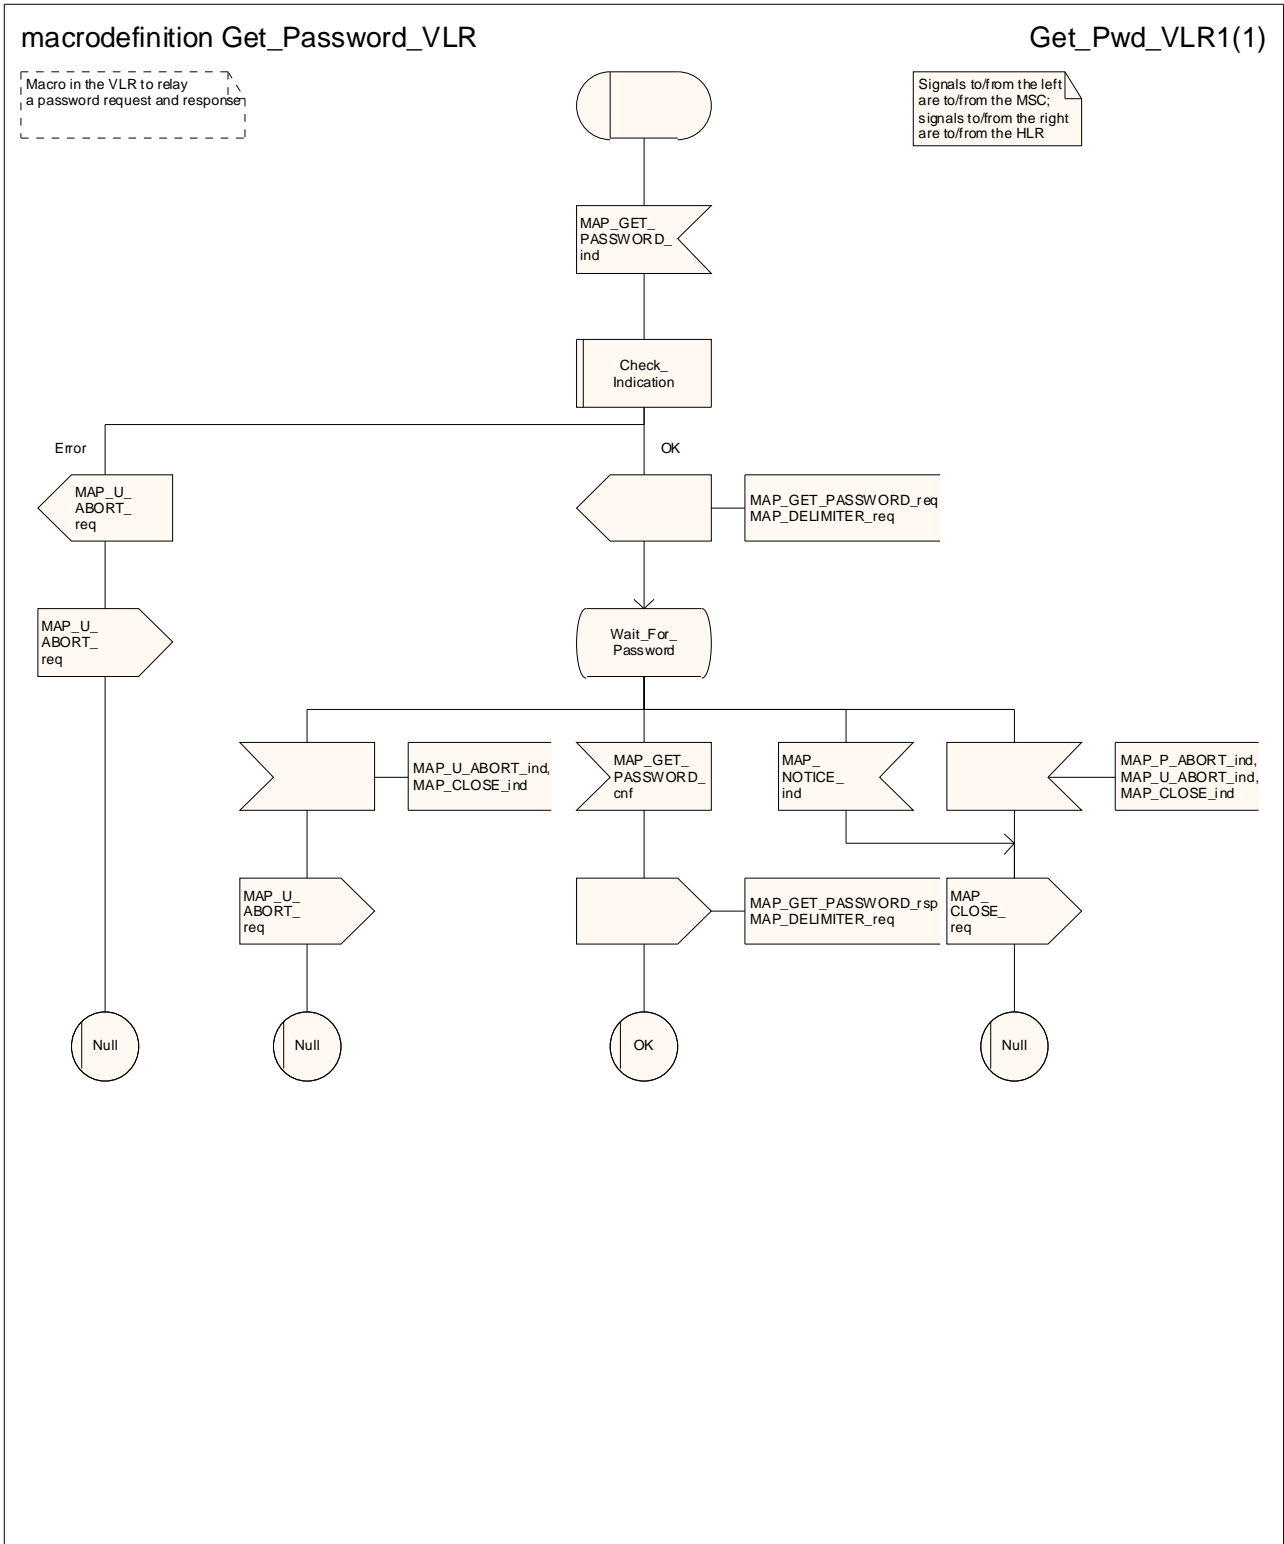 macrodefinition Get_Password_VLR
Get_Pwd_VLR1(1)
Macro in the VLR to relay
a password request and response
Signals to/from the left
are to/from the MSC;
signals to/from the right
are to/from the HLR
MAP_GET_
PASSWORD_
ind
Check_
Indication
Error
OK
MAP_U_
ABORT_
req
MAP_GET_PASSWORD_req
MAP_DELIMITER_req
MAP_U_
ABORT_
req
Wait_For_
Password
MAP_U_ABORT_ind,
MAP_CLOSE_ind
MAP_GET_
PASSWORD_
cnf
MAP_
NOTICE_
ind
MAP_P_ABORT_ind,
MAP_U_ABORT_ind,
MAP_CLOSE_ind
MAP_U_
ABORT_
req
MAP_GET_PASSWORD_rsp
MAP_DELIMITER_req
MAP_
CLOSE_
req
Null
Null
OK
Null